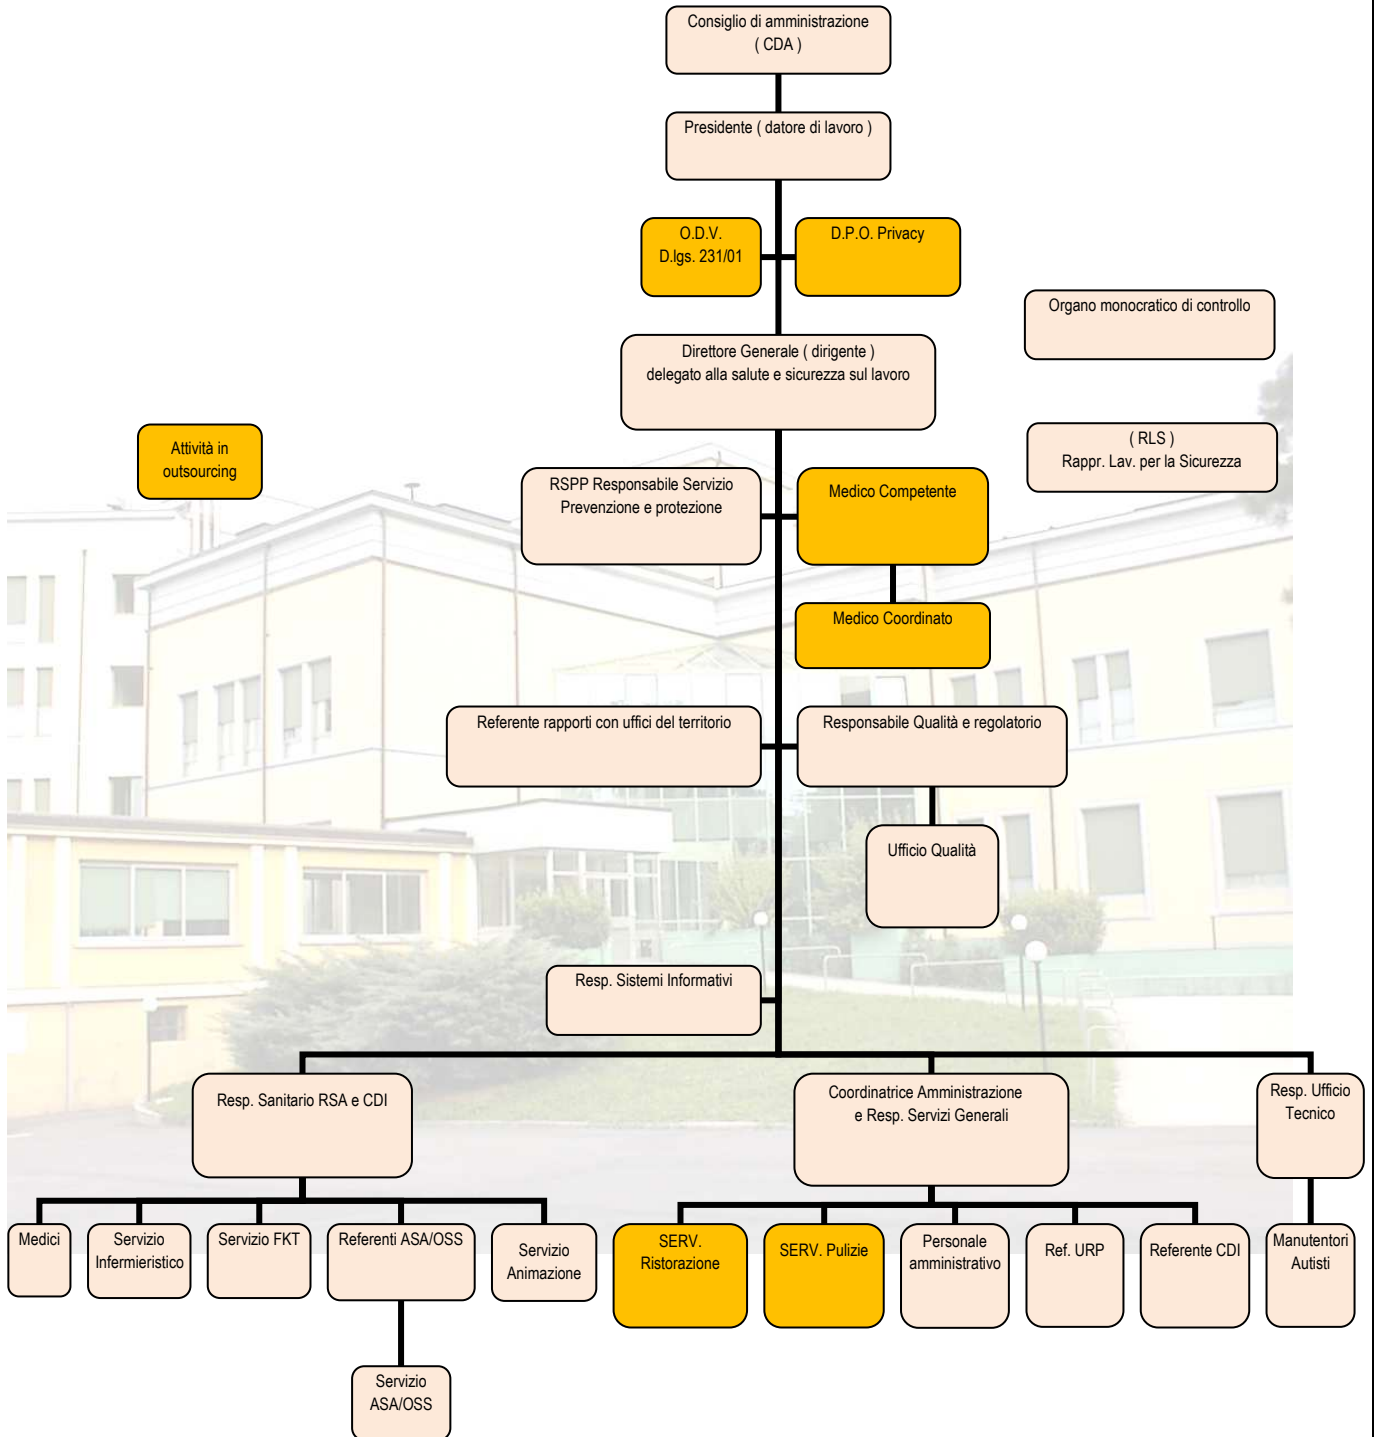 Consiglio di amministrazione
( CDA )
Presidente ( datore di lavoro )
O.D.V.
D.lgs. 231/01
D.P.O. Privacy
Organo monocratico di controllo
Direttore Generale ( dirigente )
delegato alla salute e sicurezza sul lavoro
Attività in
outsourcing
( RLS )
Rappr. Lav. per la Sicurezza
RSPP Responsabile Servizio
Prevenzione e protezione
Medico Competente
Medico Coordinato
Referente rapporti con uffici del territorio
Responsabile Qualità e regolatorio
Ufficio Qualità
Resp. Sistemi Informativi
Resp. Sanitario RSA e CDI
Coordinatrice Amministrazione
e Resp. Servizi Generali
Resp. Ufficio
Tecnico
Medici
Servizio
Infermieristico
Servizio FKT
Referenti ASA/OSS
Servizio
Animazione
SERV.
Ristorazione
SERV. Pulizie
Personale
amministrativo
Ref. URP
Referente CDI
Manutentori
Autisti
Servizio
ASA/OSS